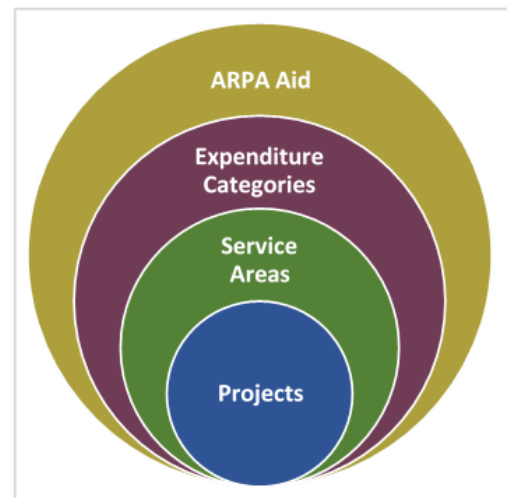 ARPA Aid
Expenditure
Categories
Service
Areas
Projects